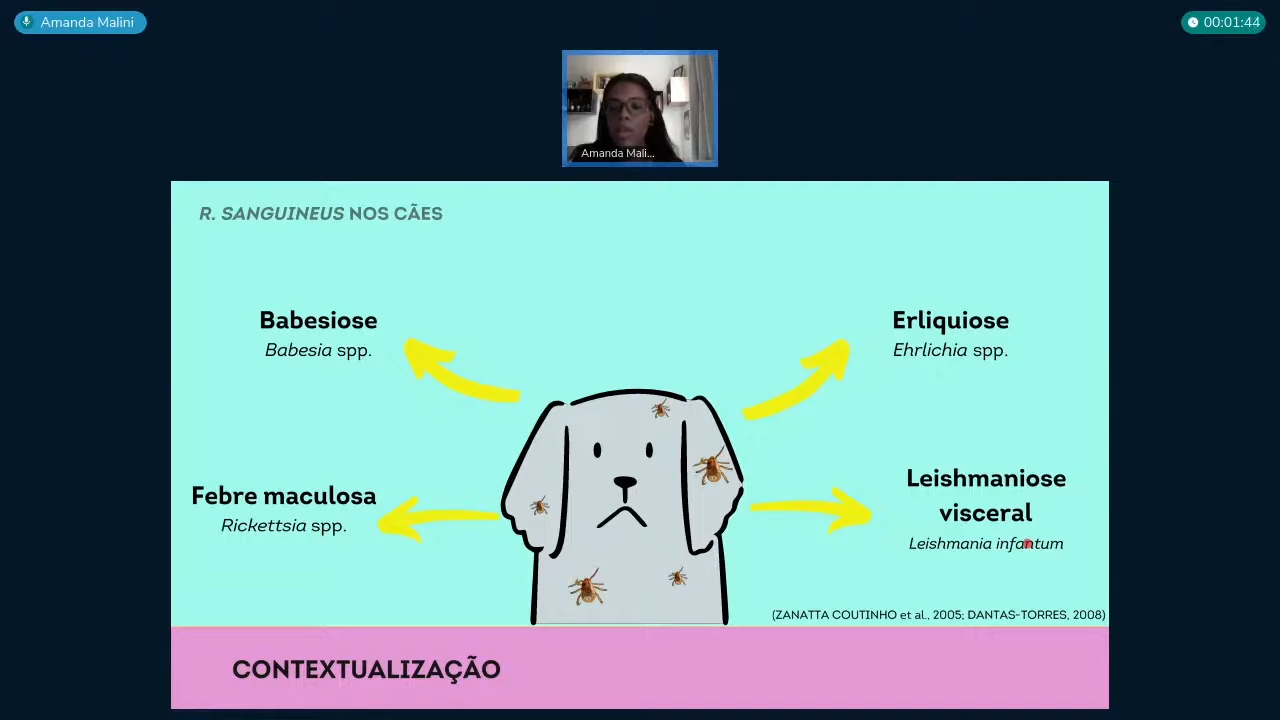 Amanda Malini
00:01:44
Amanda Mali...
R. SANGUINEUS NOS CÃES
Babesiose
Babesia spp.
Erliquiose
Ehrlichia spp.
Febre maculosa
Rickettsia spp.
Leishmaniose
visceral
Leishmania infantum
(ZANATTA COUTINHO et al., 2005; DANTAS-TORRES, 2008)
CONTEXTUALIZAÇÃO